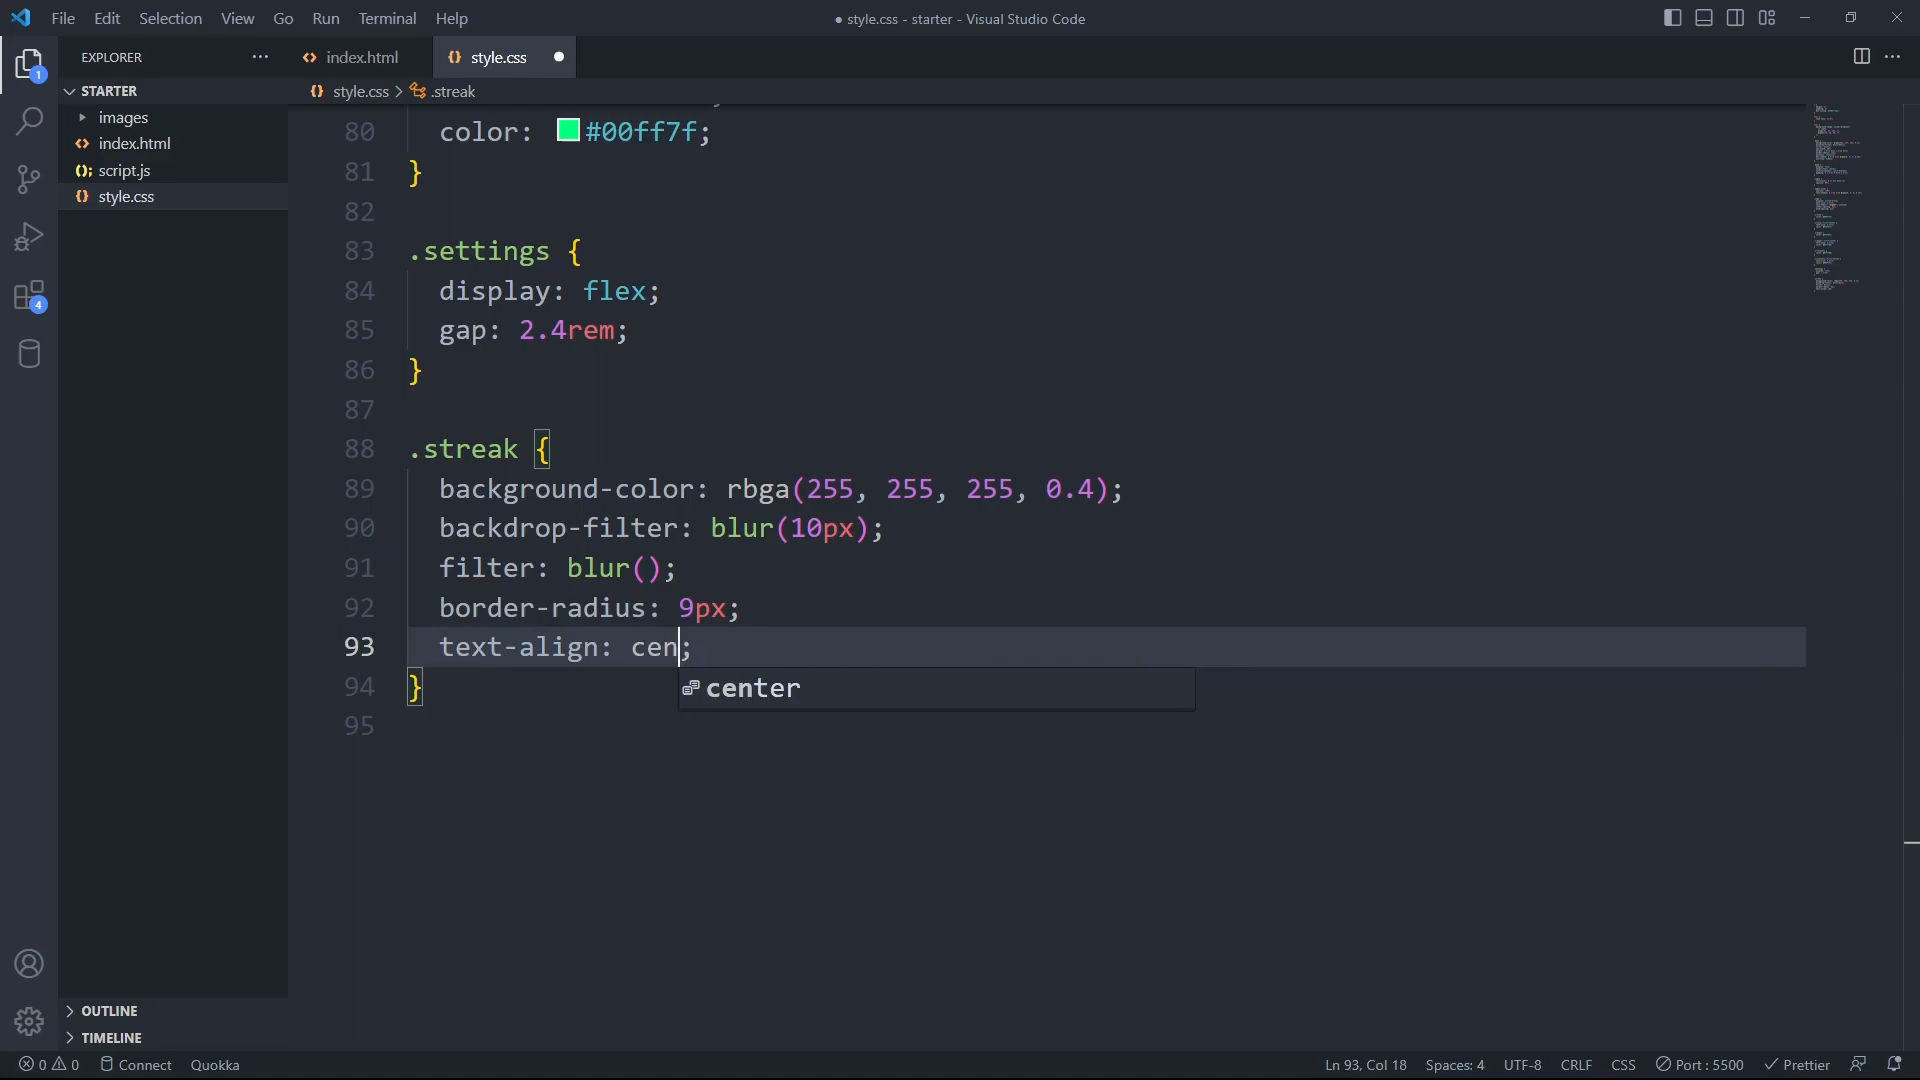 File Edit Selection View Go Run Terminal Help
● style.css - starter - Visual Studio Code
EXPLORER
index.html
style.css
STARTER
style.css > .streak
images
index.html
script.js
style.css
1
4
80 color: #00ff7f;
81 }
82
83 .settings {
84 display: flex;
85 gap: 2.4rem;
86 }
87
88 .streak {
89 background-color: rbga(255, 255, 255, 0.4);
90 backdrop-filter: blur(10px);
91 filter: blur();
92 border-radius: 9px;
93 text-align: cen;
94 }
center
95
OUTLINE
TIMELINE
0 0 Connect Quokka
Ln 93, Col 18 Spaces: 4 UTF-8 CRLF CSS Port : 5500 Prettier